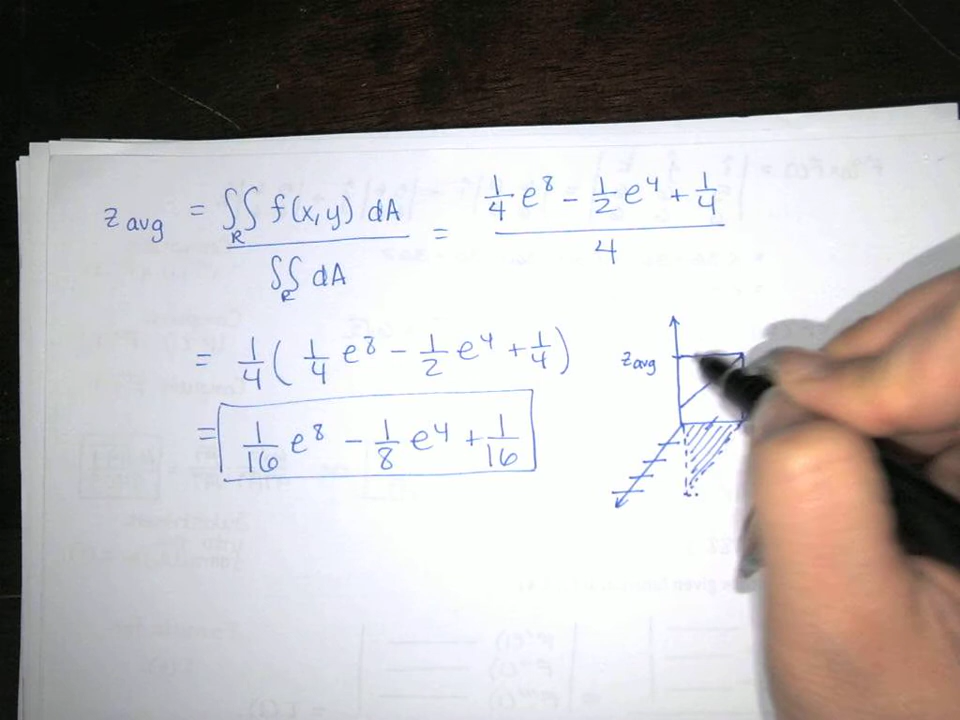 z avg = ∬_R f(x,y) dA / ∬_R dA = (1/4 e^8 − 1/2 e^4 + 1/4) / 4
= 1/4 ( 1/4 e^8 − 1/2 e^4 + 1/4 )
z avg
= 1/16 e^8 − 1/8 e^4 + 1/16